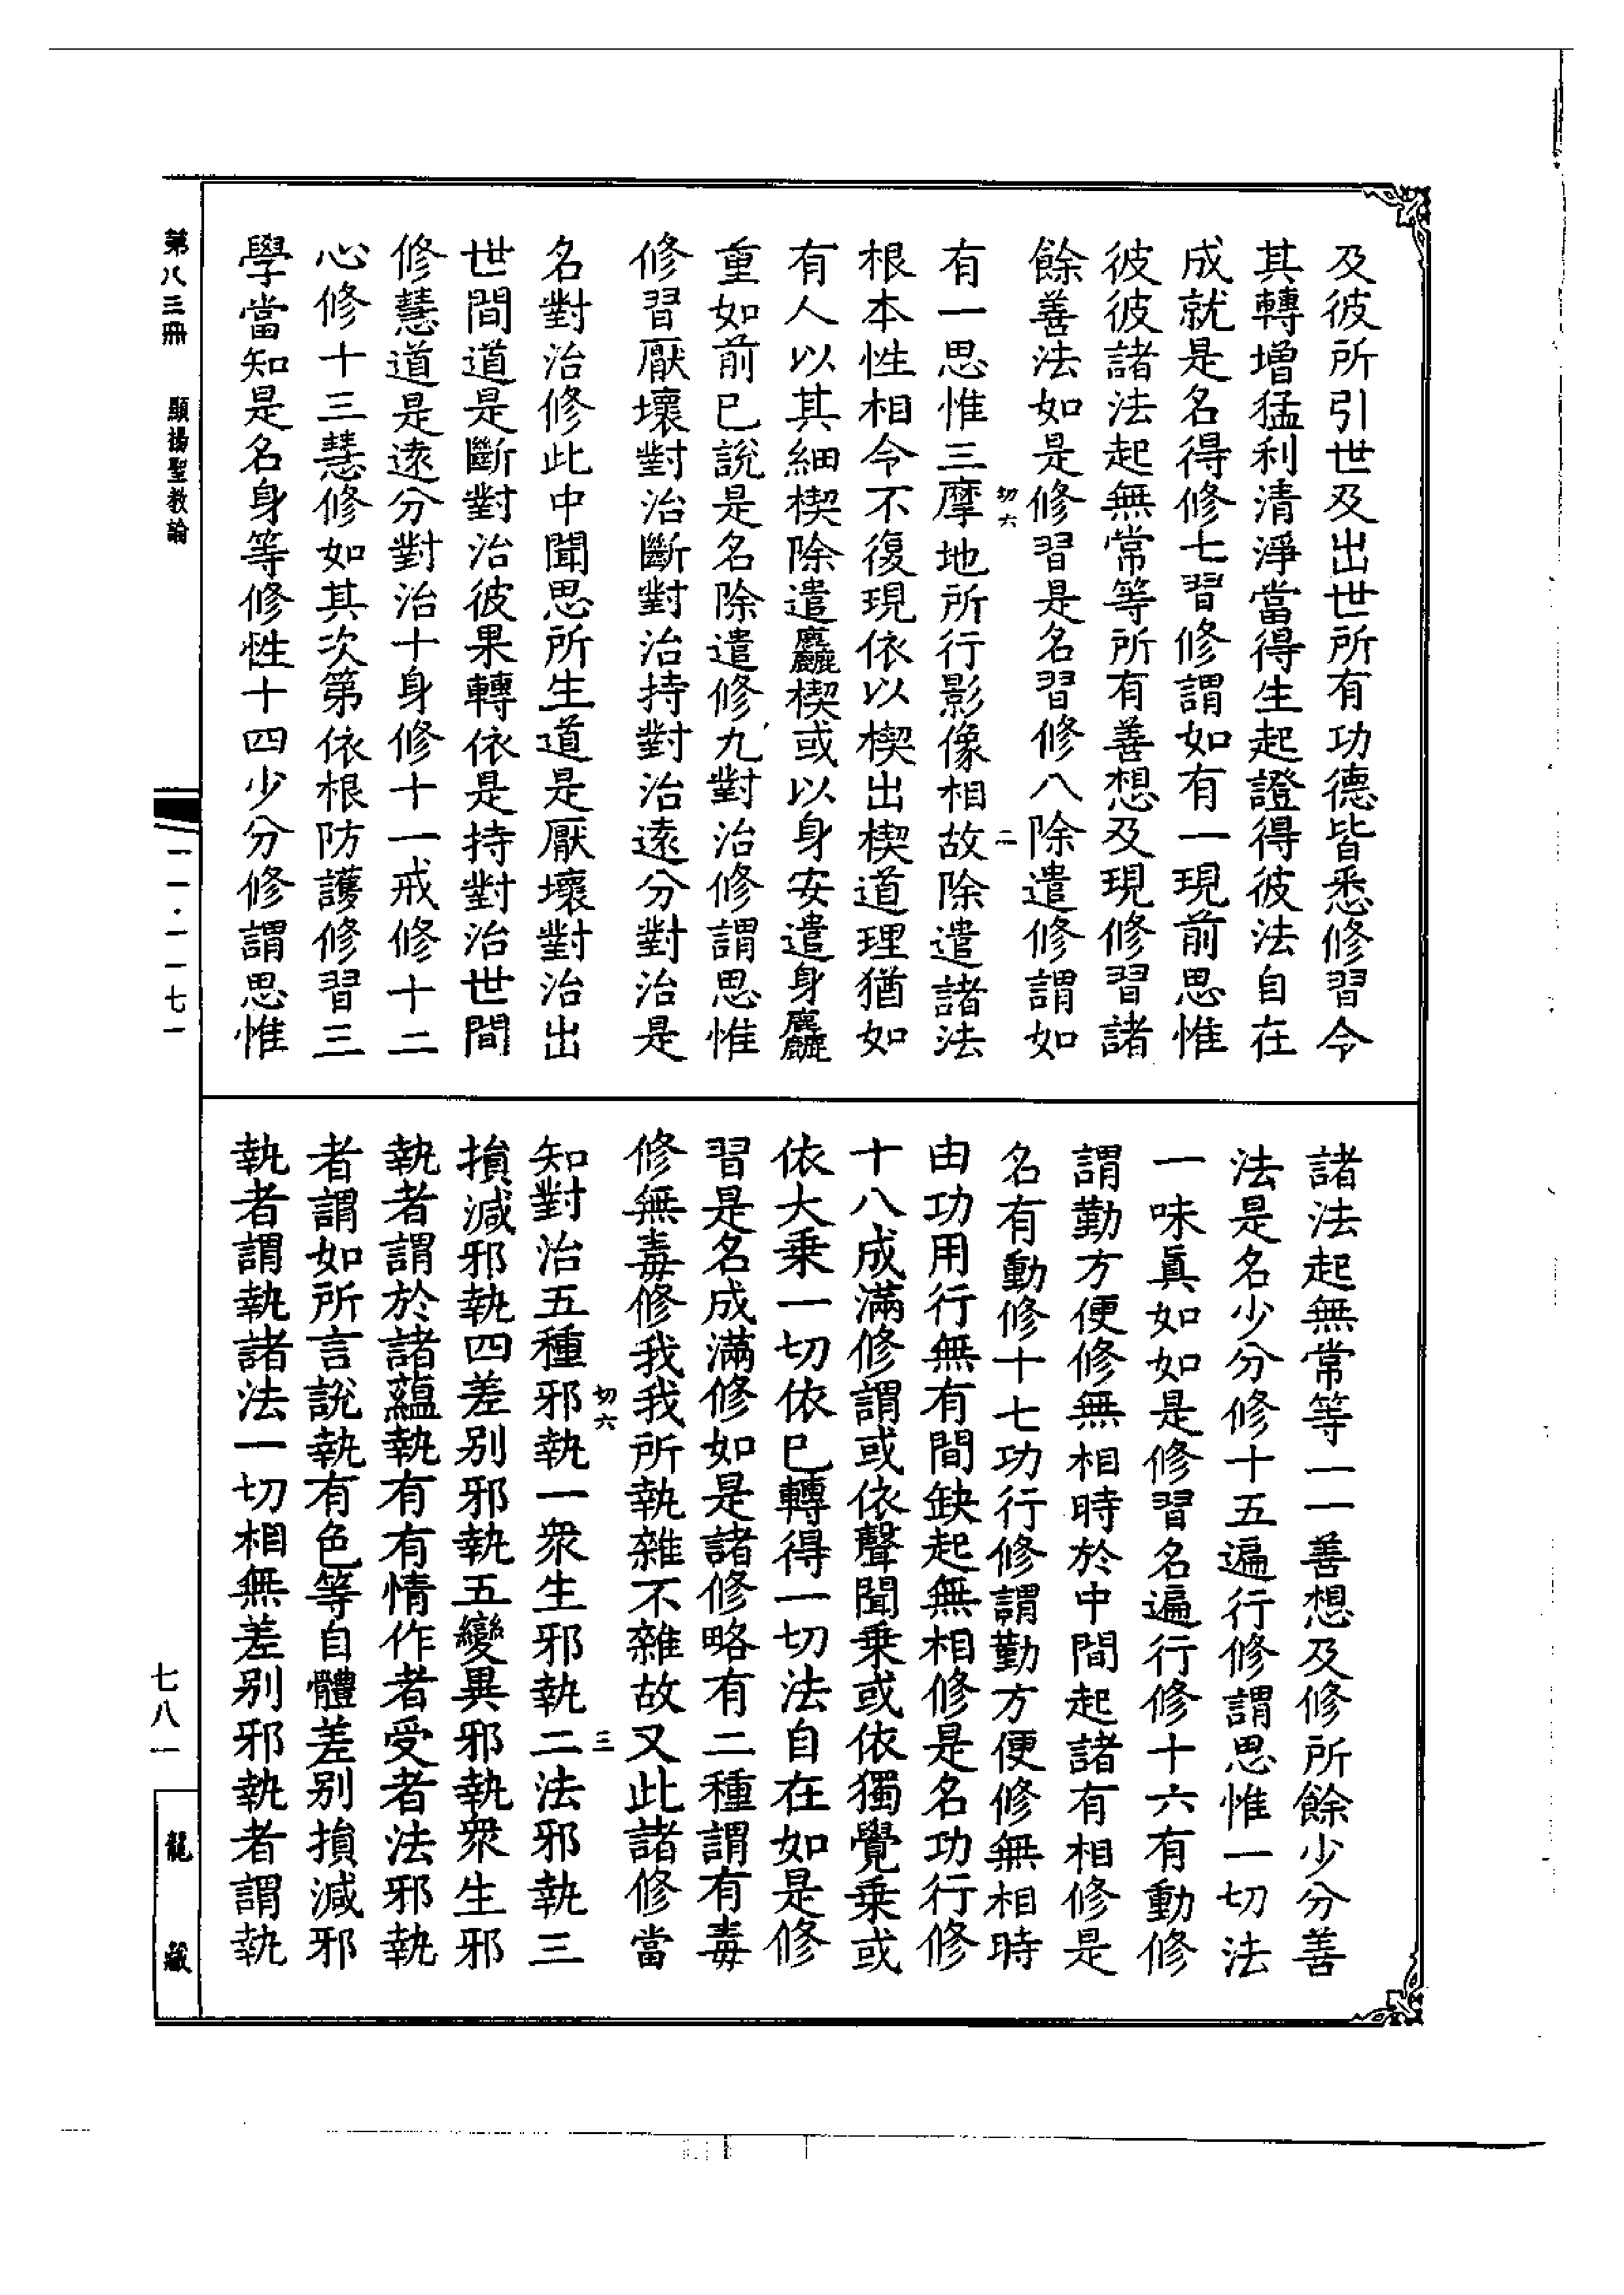 及彼所引世及出世所有功德皆悉修習令
其轉增猛利清淨當得生起證得彼法自在
成就是名得修七習修謂如有一現前思惟
彼彼諸法起無常等所有善想及現修習諸
餘善法如是修習是名習修八除遣修謂如
切六 二
有一思惟三摩地所行影像相故除遣諸法
根本性相令不復現依以楔出楔道理猶如
有人以其細楔除遣麤楔或以身安遣身麤
重如前已說是名除遣修九對治修謂思惟
修習厭壞對治斷對治持對治遠分對治是
名對治修此中聞思所生道是厭壞對治出
世間道是斷對治彼果轉依是持對治世間
修慧道是遠分對治十身修十一戒修十二
心修十三慧修如其次第依根防護修習三
學當知是名身等修性十四少分修謂思惟
諸法起無常等一一善想及修所餘少分善
法是名少分修十五遍行修謂思惟一切法
一味真如如是修習名遍行修十六有動修
謂勤方便修無相時於中間起諸有相修是
名有動修十七功行修謂勤方便修無相時
由功用行無有間缺起無相修是名功行修
十八成滿修謂或依聲聞乘或依獨覺乘或
依大乘一切依已轉得一切法自在如是修
習是名成滿修如是諸修略有二種謂有毒
修無毒修我我所執雜不雜故又此諸修當
切六 三
知對治五種邪執一衆生邪執二法邪執三
損減邪執四差別邪執五變異邪執衆生邪
執者謂於諸蘊執有有情作者受者法邪執
者謂如所言說執有色等自體差別損減邪
執者謂執諸法一切相無差別邪執者謂執
第八三冊 顯揚聖教論
一一·一一七一
七八一
龍藏